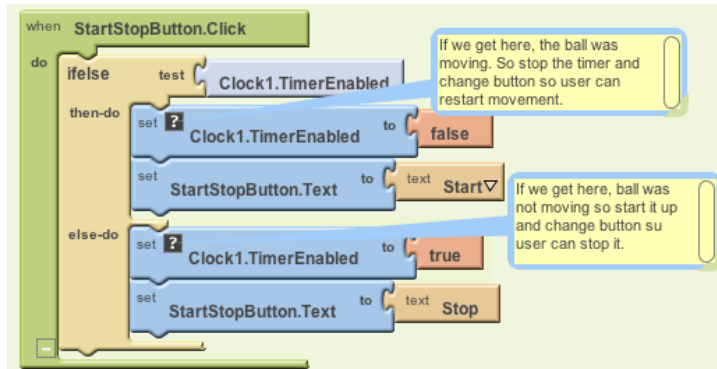 when StartStopButton.Click
do
ifelse test Clock1.TimerEnabled
If we get here, the ball was
moving. So stop the timer and
change button so user can
restart movement.
then-do
set ? Clock1.TimerEnabled to false
set StartStopButton.Text to text Start
If we get here, ball was
not moving so start it up
and change button su
user can stop it.
else-do
set ? Clock1.TimerEnabled to true
set StartStopButton.Text to text Stop